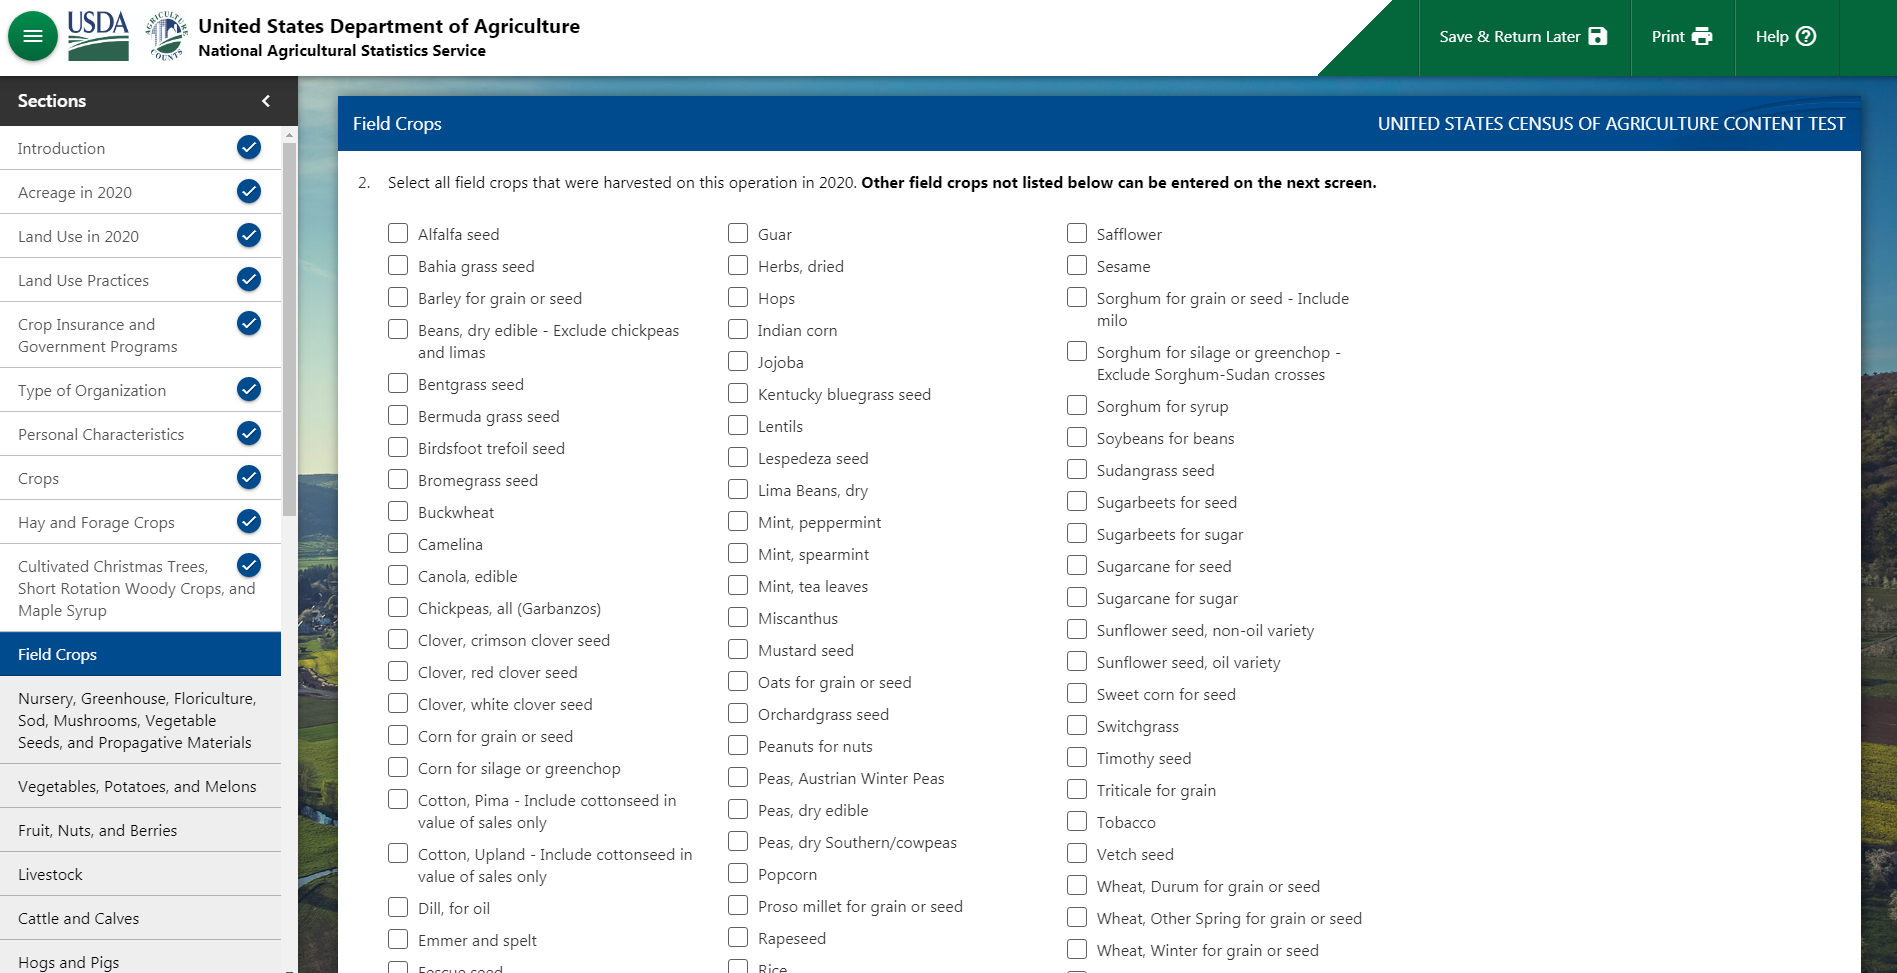 USDA
AGRICULTURE COUNTS
United States Department of Agriculture
National Agricultural Statistics Service
Save & Return Later
Print
Help
Sections
Introduction
Acreage in 2020
Land Use in 2020
Land Use Practices
Crop Insurance and
Government Programs
Type of Organization
Personal Characteristics
Crops
Hay and Forage Crops
Cultivated Christmas Trees,
Short Rotation Woody Crops, and
Maple Syrup
Field Crops
Nursery, Greenhouse, Floriculture,
Sod, Mushrooms, Vegetable
Seeds, and Propagative Materials
Vegetables, Potatoes, and Melons
Fruit, Nuts, and Berries
Livestock
Cattle and Calves
Hogs and Pigs
Field Crops
UNITED STATES CENSUS OF AGRICULTURE CONTENT TEST
2. Select all field crops that were harvested on this operation in 2020. Other field crops not listed below can be entered on the next screen.
Alfalfa seed
Bahia grass seed
Barley for grain or seed
Beans, dry edible - Exclude chickpeas
and limas
Bentgrass seed
Bermuda grass seed
Birdsfoot trefoil seed
Bromegrass seed
Buckwheat
Camelina
Canola, edible
Chickpeas, all (Garbanzos)
Clover, crimson clover seed
Clover, red clover seed
Clover, white clover seed
Corn for grain or seed
Corn for silage or greenchop
Cotton, Pima - Include cottonseed in
value of sales only
Cotton, Upland - Include cottonseed in
value of sales only
Dill, for oil
Emmer and spelt
Fescue seed
Guar
Herbs, dried
Hops
Indian corn
Jojoba
Kentucky bluegrass seed
Lentils
Lespedeza seed
Lima Beans, dry
Mint, peppermint
Mint, spearmint
Mint, tea leaves
Miscanthus
Mustard seed
Oats for grain or seed
Orchardgrass seed
Peanuts for nuts
Peas, Austrian Winter Peas
Peas, dry edible
Peas, dry Southern/cowpeas
Popcorn
Proso millet for grain or seed
Rapeseed
Rice
Safflower
Sesame
Sorghum for grain or seed - Include
milo
Sorghum for silage or greenchop -
Exclude Sorghum-Sudan crosses
Sorghum for syrup
Soybeans for beans
Sudangrass seed
Sugarbeets for seed
Sugarbeets for sugar
Sugarcane for seed
Sugarcane for sugar
Sunflower seed, non-oil variety
Sunflower seed, oil variety
Sweet corn for seed
Switchgrass
Timothy seed
Triticale for grain
Tobacco
Vetch seed
Wheat, Durum for grain or seed
Wheat, Other Spring for grain or seed
Wheat, Winter for grain or seed